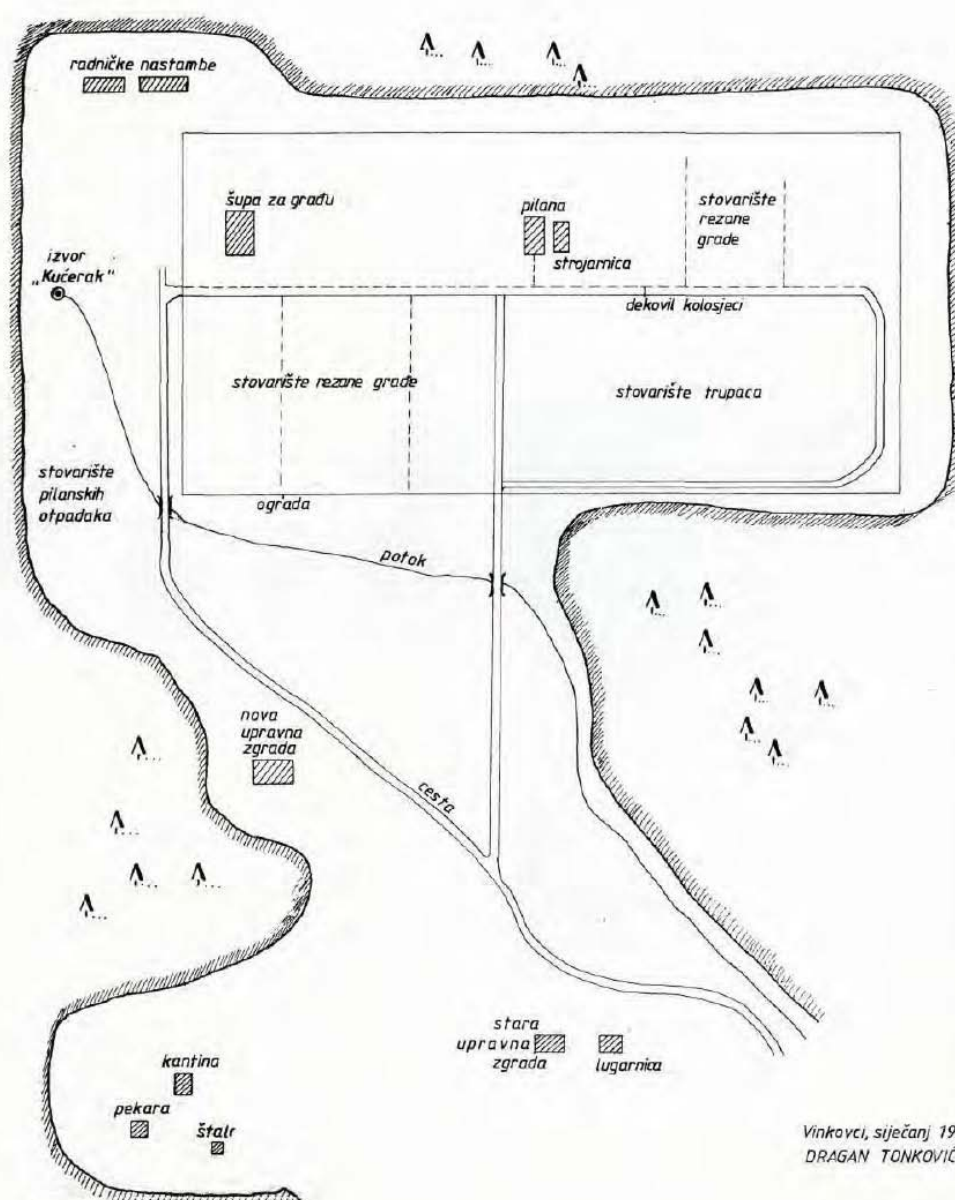 radničke nastambe
šupa za građu
pilana
strojarnica
stovarište
rezane
građe
izvor
„Kućerak"
dekovil kolosjeci
stovarište rezane građe
stovarište trupaca
stovarište
pilanskih
otpadaka
ograda
potok
nova
upravna
zgrada
cesta
stara
upravna
zgrada
lugarnica
kantina
pekara
Vinkovci, siječanj 19
DRAGAN TONKOVIĆ